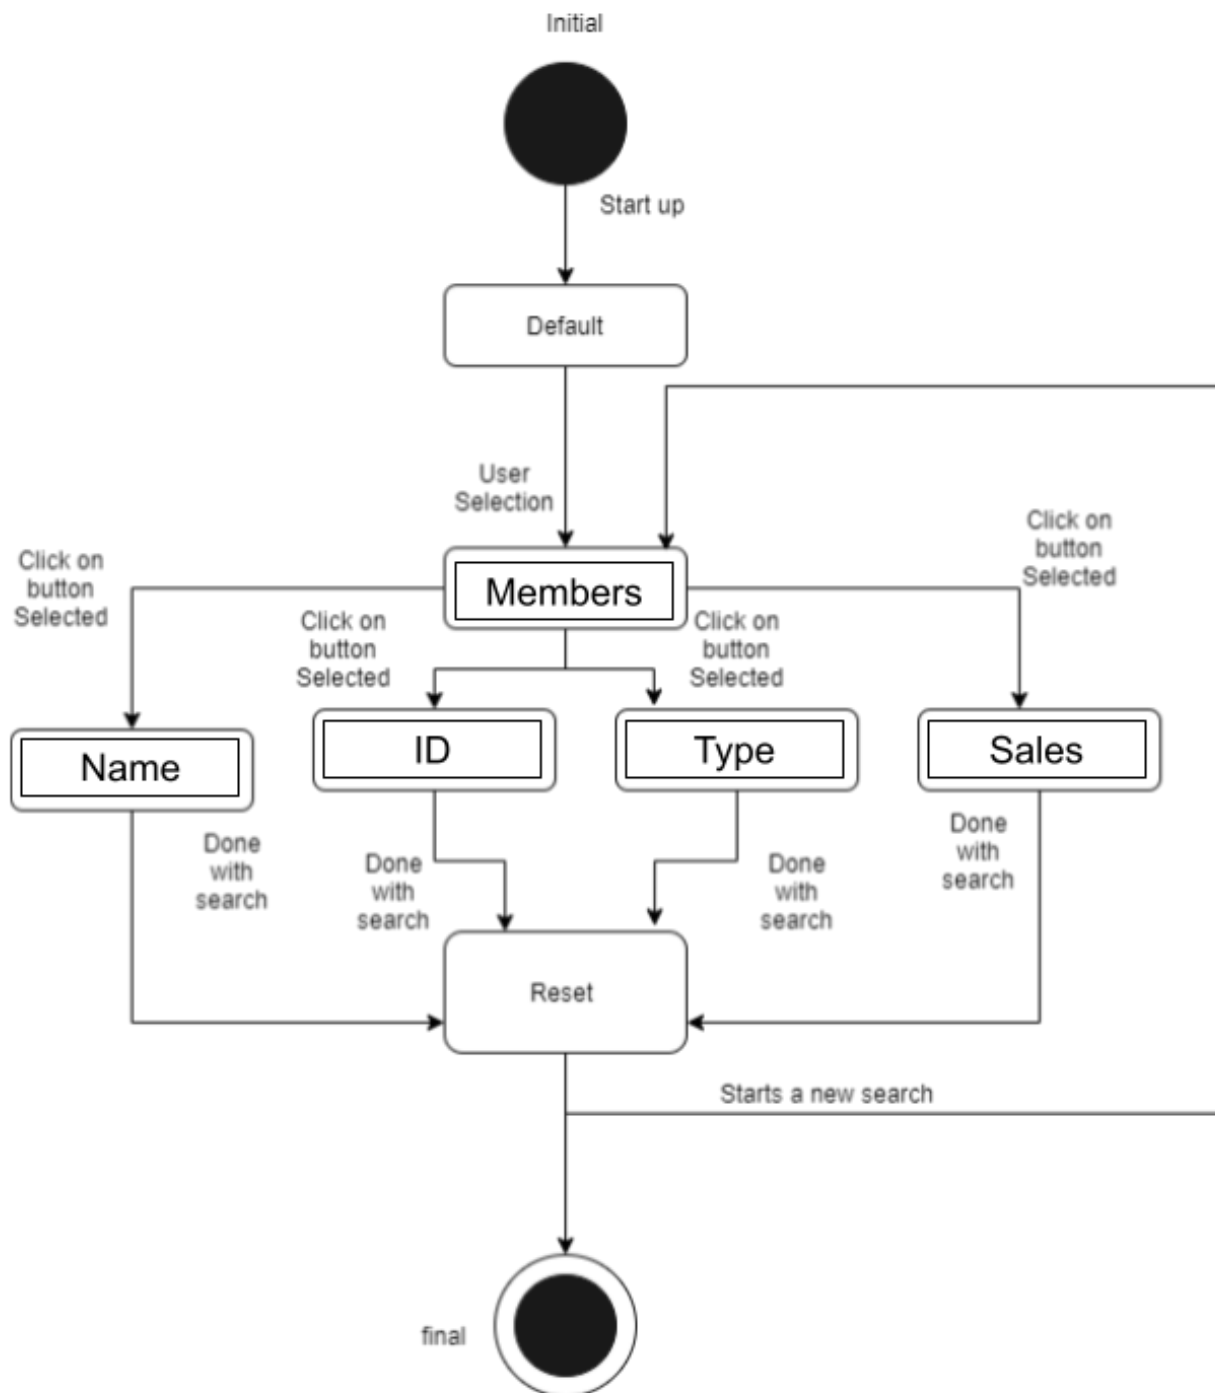 Initial
Start up
Default
User
Selection
Click on
button
Selected
Click on
button
Selected
Members
Click on
button
Selected
Click on
button
Selected
Name
ID
Type
Sales
Done
with
search
Done
with
search
Done
with
search
Done
with
search
Reset
Starts a new search
final